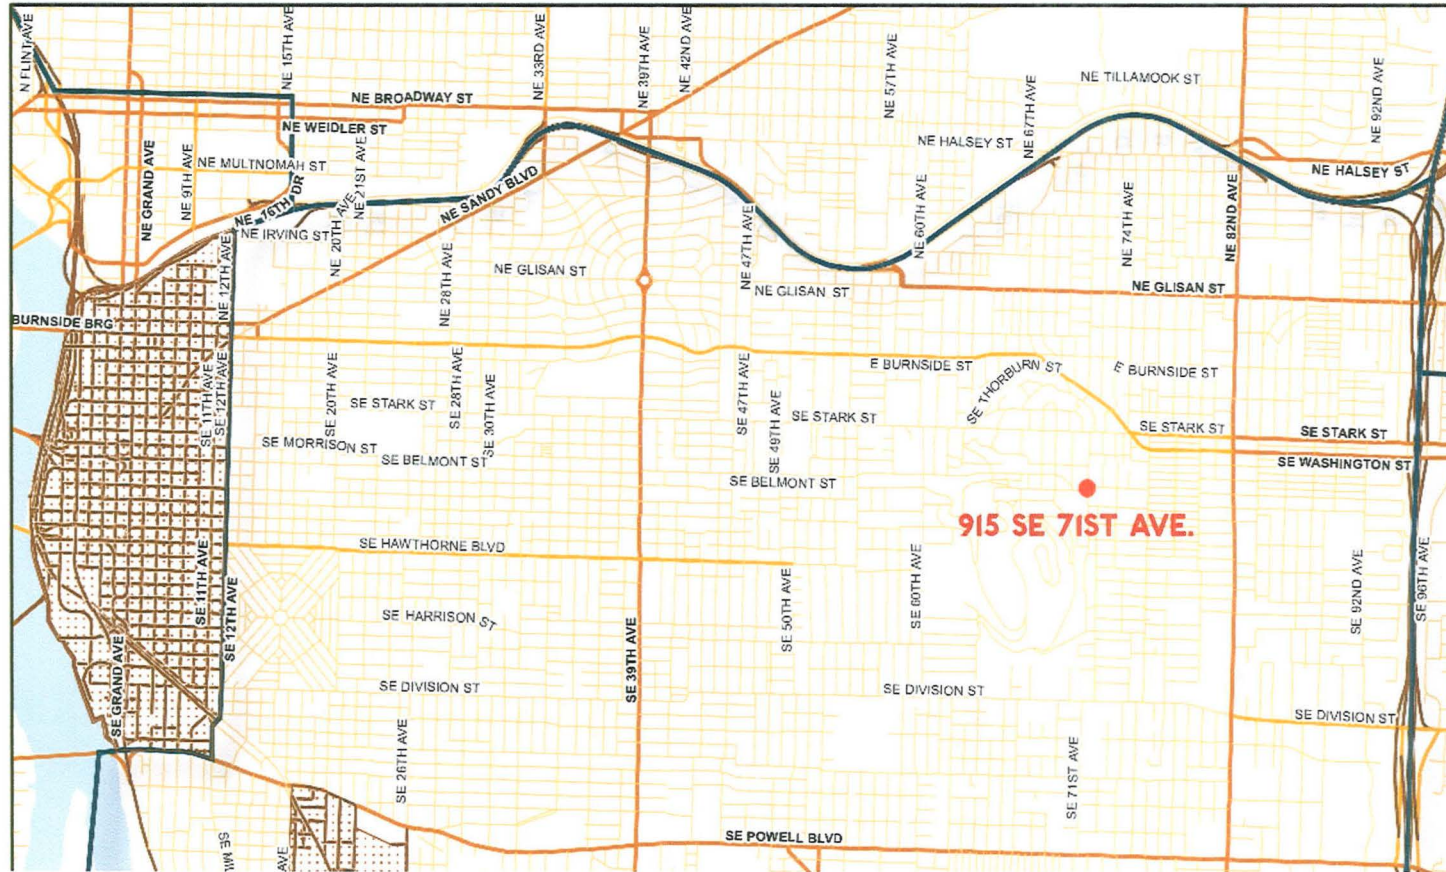 N FLINT AVE
NE 15TH AVE
NE 33RD AVE
NE 39TH AVE
NE 42ND AVE
NE 57TH AVE
NE 67TH AVE
NE TILLAMOOK ST
NE 92ND AVE
NE BROADWAY ST
NE WEIDLER ST
NE MULTNOMAH ST
NE GRAND AVE
NE 9TH AVE
NE 16TH DR
NE 21ST AVE
NE 20TH AVE
NE IRVING ST
NE SANDY BLVD
NE HALSEY ST
NE HALSEY ST
NE 12TH AVE
NE 28TH AVE
NE GLISAN ST
NE 47TH AVE
NE GLISAN ST
NE 60TH AVE
NE 74TH AVE
NE 82ND AVE
NE GLISAN ST
BURNSIDE BRG
E BURNSIDE ST
SE THORBURN ST
E BURNSIDE ST
SE 11TH AVE
SE 12TH AVE
SE 20TH AVE
SE 28TH AVE
SE 30TH AVE
SE STARK ST
SE 47TH AVE
SE 49TH AVE
SE STARK ST
SE STARK ST
SE STARK ST
SE MORRISON ST
SE BELMONT ST
SE BELMONT ST
SE WASHINGTON ST
915 SE 71ST AVE.
SE HAWTHORNE BLVD
SE 11TH AVE
SE 12TH AVE
SE HARRISON ST
SE 50TH AVE
SE 60TH AVE
SE 92ND AVE
SE 96TH AVE
SE GRAND AVE
SE 39TH AVE
SE DIVISION ST
SE DIVISION ST
SE DIVISION ST
SE 26TH AVE
SE 71ST AVE
SE POWELL BLVD
SE
AVE